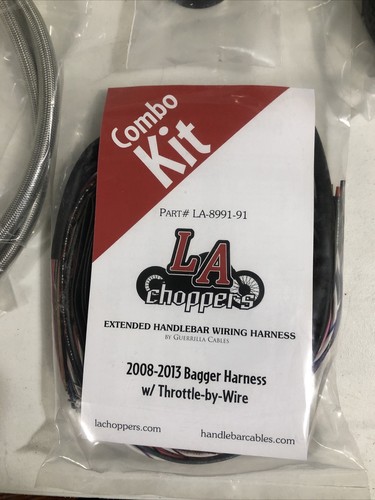 Combo
Kit
PART# LA-8991-91
LA
choppers
EXTENDED HANDLEBAR WIRING HARNESS
BY GUERRILLA CABLES
2008-2013 Bagger Harness
w/ Throttle-by-Wire
lachoppers.com
handlebarcables.com